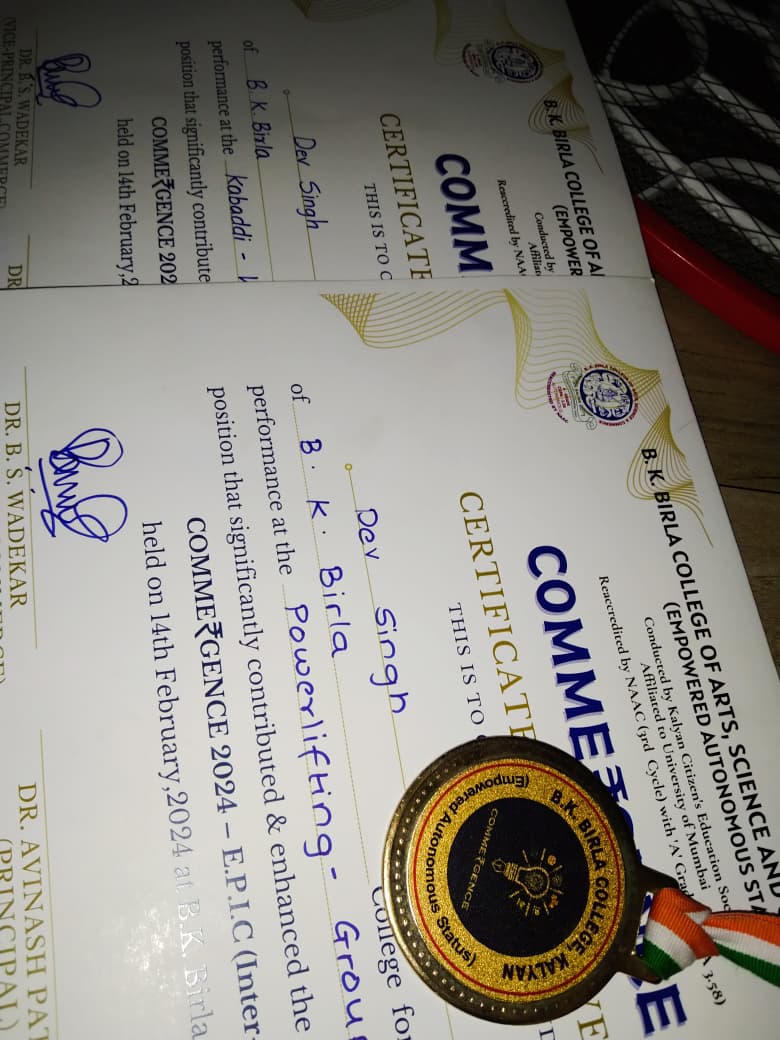 B. K. BIRLA COLLEGE OF
(EMPOWER
Conducted by
Affiliat
Reaccredited by NAA
COMM
CERTIFICATE
THIS IS TO C
Dev Singh
of B. K. Birla
performance at the Kabaddi -
position that significantly contribute
COMME₹GENCE 202
held on 14th February,2
DR. B. S. WADEKAR
(VICE-PRINCIPAL-COMMERCE)
DR
B. K. BIRLA COLLEGE OF ARTS, SCIENCE AND
(EMPOWERED AUTONOMOUS STA
Conducted by Kalyan Citizen's Education Soc
Affiliated to University of Mumbai
Reaccredited by NAAC (3rd Cycle) with 'A' Grad 3.58)
COMME₹ E
CERTIFICATE VE
THIS IS TO
Dev Singh
of B. K. Birla College for
performance at the Powerlifting - Grou
position that significantly contributed & enhanced the
COMME₹GENCE 2024 – E.P.I.C (Inter-
held on 14th February,2024 at B.K. Birla
DR. B. S. WADEKAR
DR. AVINASH PAT
(PRINCIPAL)
B.K. BIRLA COLLEGE, KALYAN
(Empowered Autonomous Status)
COMME₹GENCE